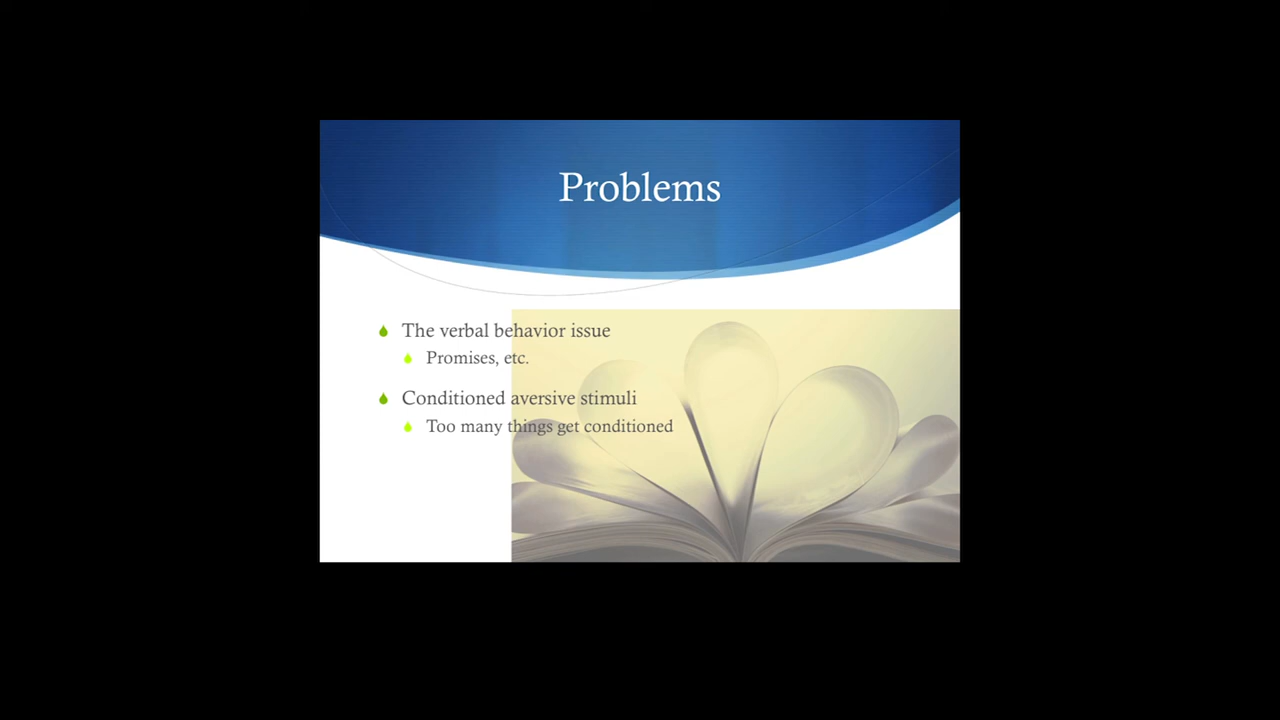 Problems
The verbal behavior issue
Promises, etc.
Conditioned aversive stimuli
Too many things get conditioned